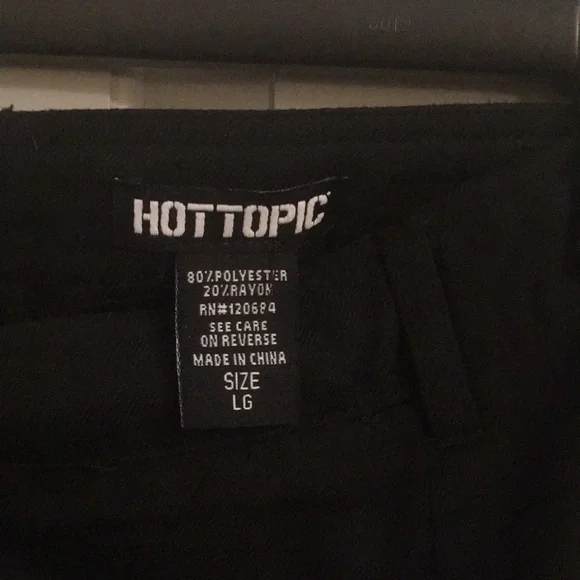 HOTTOPIC
80%POLYESTER
20%RAYON
RN#120684
SEE CARE
ON REVERSE
MADE IN CHINA
SIZE
LG